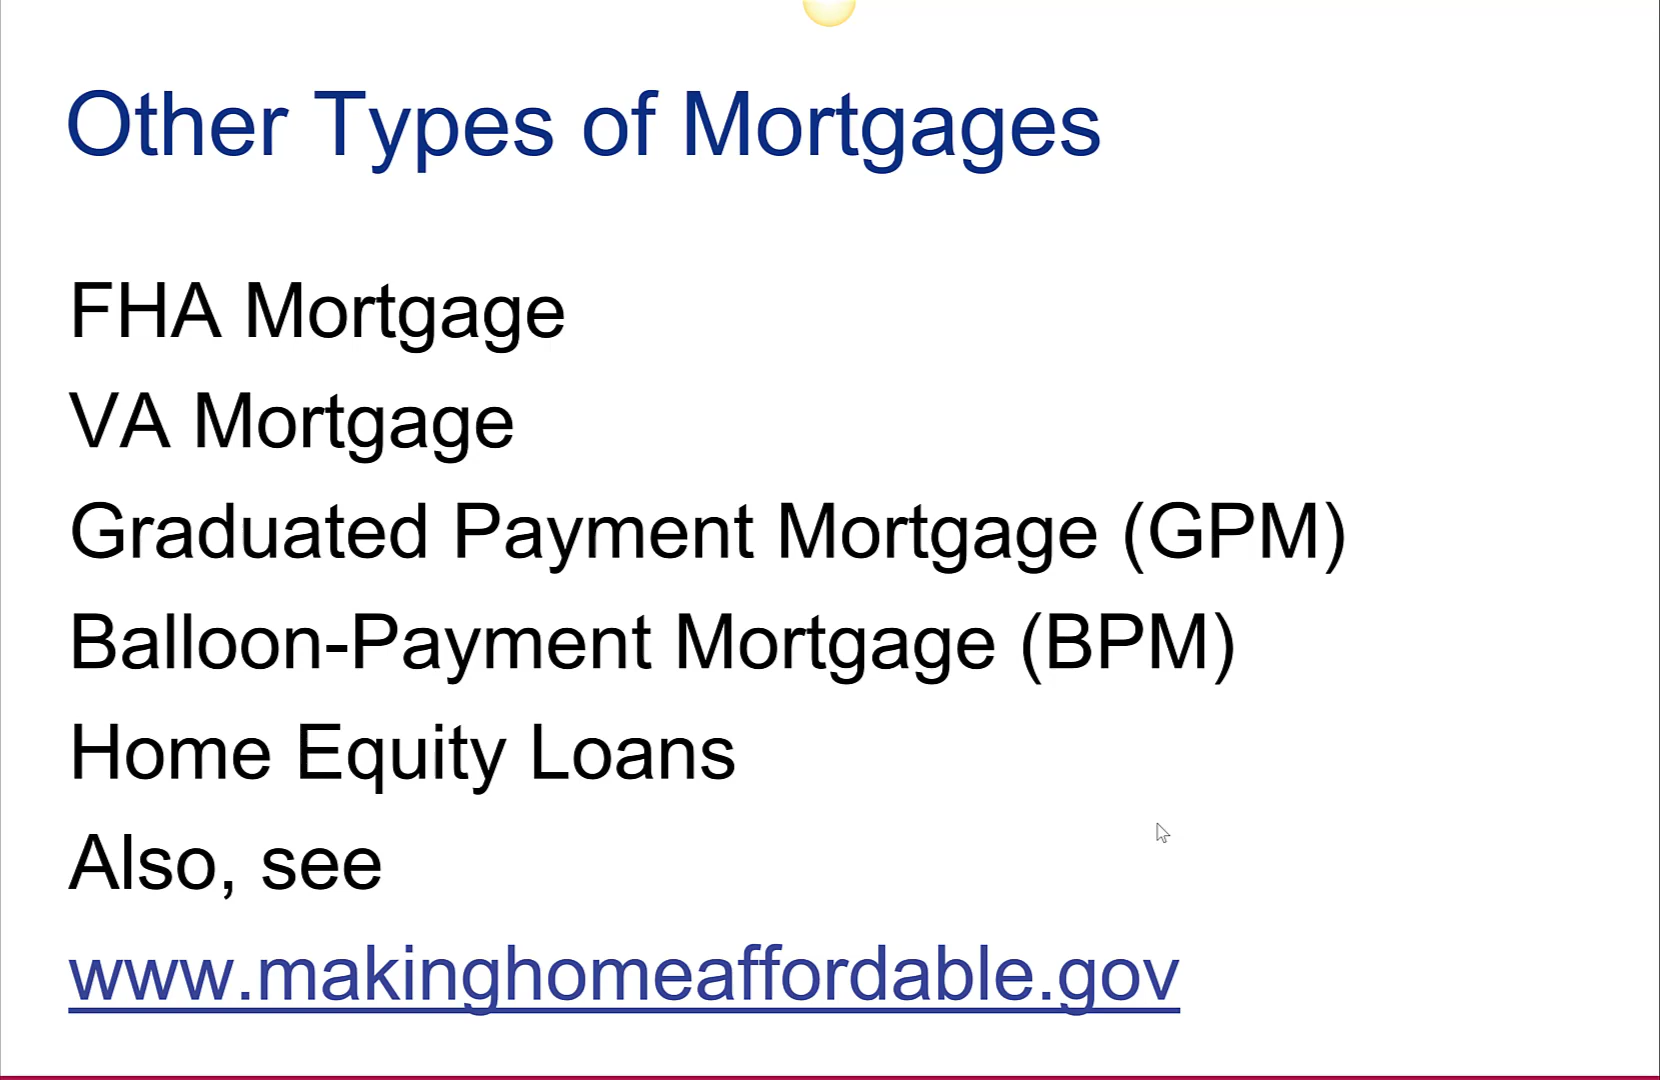 Other Types of Mortgages
FHA Mortgage
VA Mortgage
Graduated Payment Mortgage (GPM)
Balloon-Payment Mortgage (BPM)
Home Equity Loans
Also, see
www.makinghomeaffordable.gov